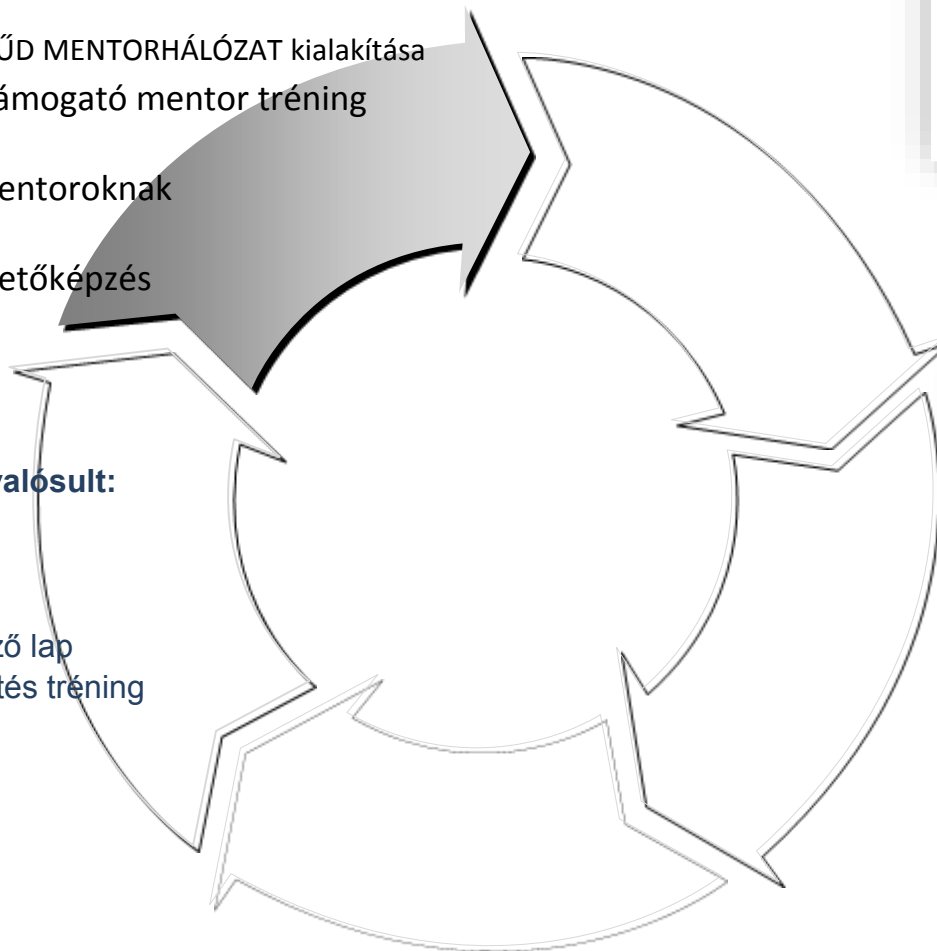 ŰD MENTORHÁLÓZAT kialakítása
ámogató mentor tréning
entoroknak
etőképzés
valósult:
ző lap
tés tréning